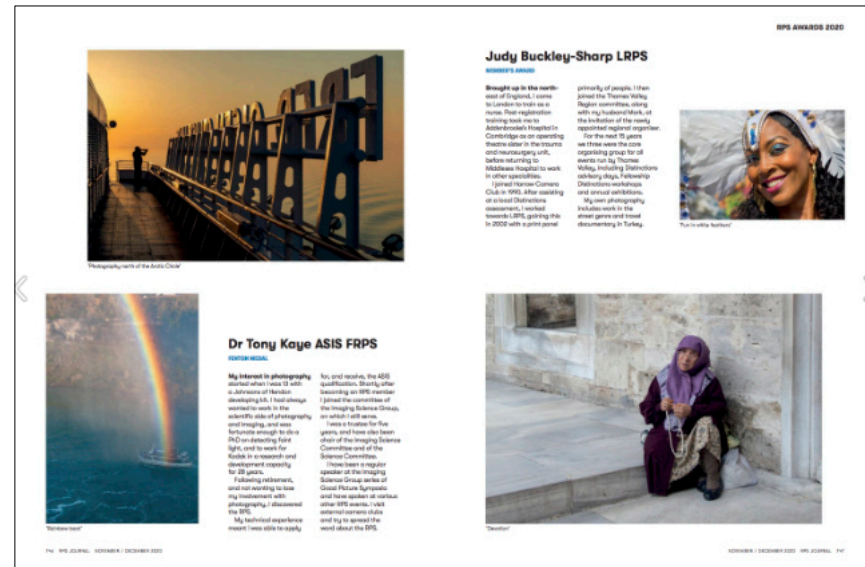 RPS AWARDS 2020
'Photography north of the Arctic Circle'
'Rainbow boat'
Dr Tony Kaye ASIS FRPS
FENTON MEDAL
My interest in photography
started when I was 13 with
a Johnsons of Hendon
developing kit. I had always
wanted to work in the
scientific side of photography
and imaging, and was
fortunate enough to do a
PhD on detecting faint
light, and to work for
Kodak in a research and
development capacity
for 28 years.
Following retirement,
and not wanting to lose
my involvement with
photography, I discovered
the RPS.
My technical experience
meant I was able to apply
for, and receive, the ASIS
qualification. Shortly after
becoming an RPS member
I joined the committee of
the Imaging Science Group,
on which I still serve.
I was a trustee for five
years, and have also been
chair of the Imaging Science
Committee and of the
Science Committee.
I have been a regular
speaker at the Imaging
Science Group series of
Good Picture Symposia
and have spoken at various
other RPS events. I visit
external camera clubs
and try to spread the
word about the RPS.
746 RPS JOURNAL NOVEMBER / DECEMBER 2020
Judy Buckley-Sharp LRPS
MEMBER'S AWARD
Brought up in the north-
east of England, I came
to London to train as a
nurse. Post-registration
training took me to
Addenbrooke's Hospital in
Cambridge as an operating
theatre sister in the trauma
and neurosurgery unit,
before returning to
Middlesex Hospital to work
in other specialities.
I joined Harrow Camera
Club in 1990. After assisting
at a local Distinctions
assessment, I worked
towards LRPS, gaining this
in 2002 with a print panel
primarily of people. I then
joined the Thames Valley
Region committee, along
with my husband Mark, at
the invitation of the newly
appointed regional organiser.
For the next 15 years
we three were the core
organising group for all
events run by Thames
Valley, including Distinctions
advisory days, Fellowship
Distinctions workshops
and annual exhibitions.
My own photography
includes work in the
street genre and travel
documentary in Turkey.
'Fun in white feathers'
'Devotion'
NOVEMBER / DECEMBER 2020 RPS JOURNAL 747